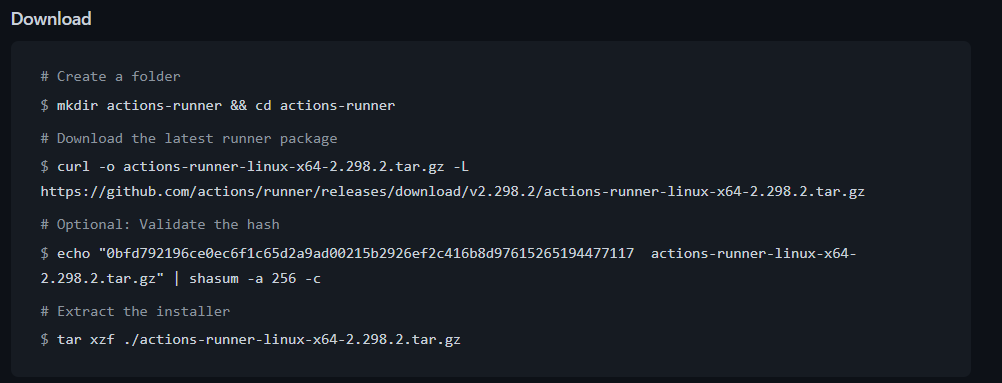 Download
# Create a folder
$ mkdir actions-runner && cd actions-runner
# Download the latest runner package
$ curl -o actions-runner-linux-x64-2.298.2.tar.gz -L
https://github.com/actions/runner/releases/download/v2.298.2/actions-runner-linux-x64-2.298.2.tar.gz
# Optional: Validate the hash
$ echo "0bfd792196ce0ec6f1c65d2a9ad00215b2926ef2c416b8d97615265194477117  actions-runner-linux-x64-
2.298.2.tar.gz" | shasum -a 256 -c
# Extract the installer
$ tar xzf ./actions-runner-linux-x64-2.298.2.tar.gz